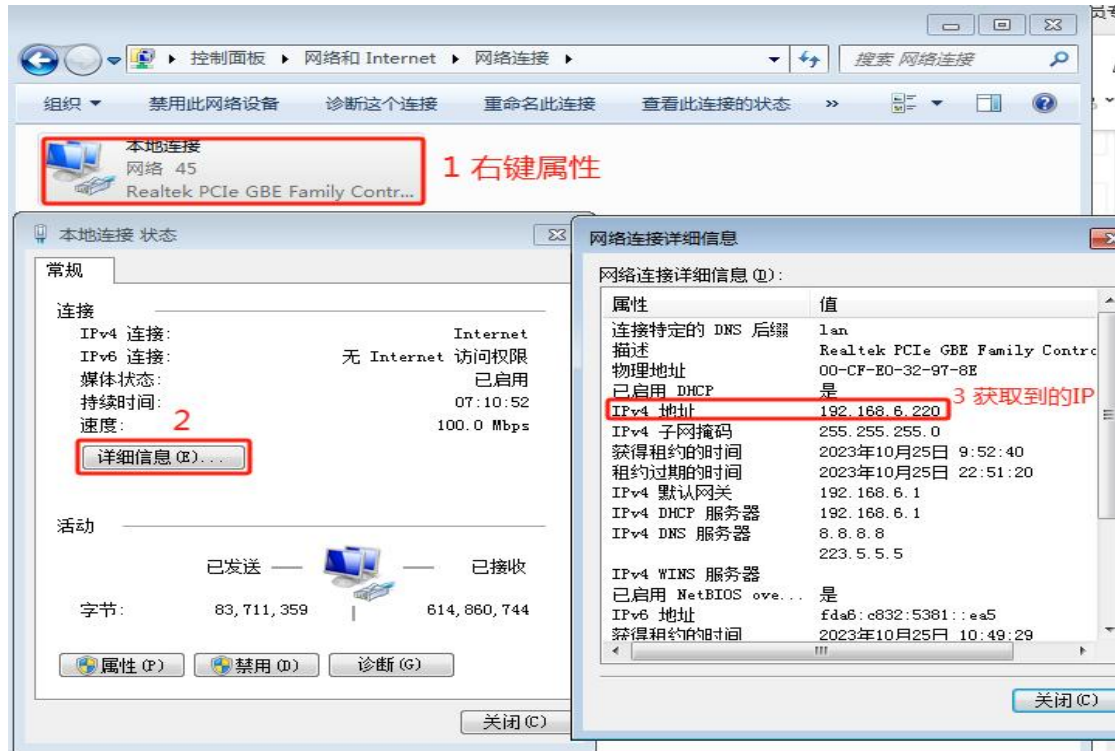 控制面板 ▸ 网络和 Internet ▸ 网络连接 ▸
搜索 网络连接
组织 禁用此网络设备 诊断这个连接 重命名此连接 查看此连接的状态 »
本地连接
网络 45
Realtek PCIe GBE Family Contr...
1 右键属性
本地连接 状态
常规
连接
IPv4 连接: Internet
IPv6 连接: 无 Internet 访问权限
媒体状态: 已启用
持续时间: 07:10:52
速度: 100.0 Mbps
2
详细信息(E)...
活动
已发送 — — 已接收
字节: 83,711,359 | 614,860,744
属性(P) 禁用(D) 诊断(G)
关闭(C)
网络连接详细信息
网络连接详细信息(D):
属性 值
连接特定的 DNS 后缀 lan
描述 Realtek PCIe GBE Family Contrc
物理地址 00-CF-E0-32-97-8E
已启用 DHCP 是
IPv4 地址 192.168.6.220
3 获取到的IP
IPv4 子网掩码 255.255.255.0
获得租约的时间 2023年10月25日 9:52:40
租约过期的时间 2023年10月25日 22:51:20
IPv4 默认网关 192.168.6.1
IPv4 DHCP 服务器 192.168.6.1
IPv4 DNS 服务器 8.8.8.8
223.5.5.5
IPv4 WINS 服务器
已启用 NetBIOS ove... 是
IPv6 地址 fda6:c832:5381::ea5
获得租约的时间 2023年10月25日 10:49:29
关闭(C)